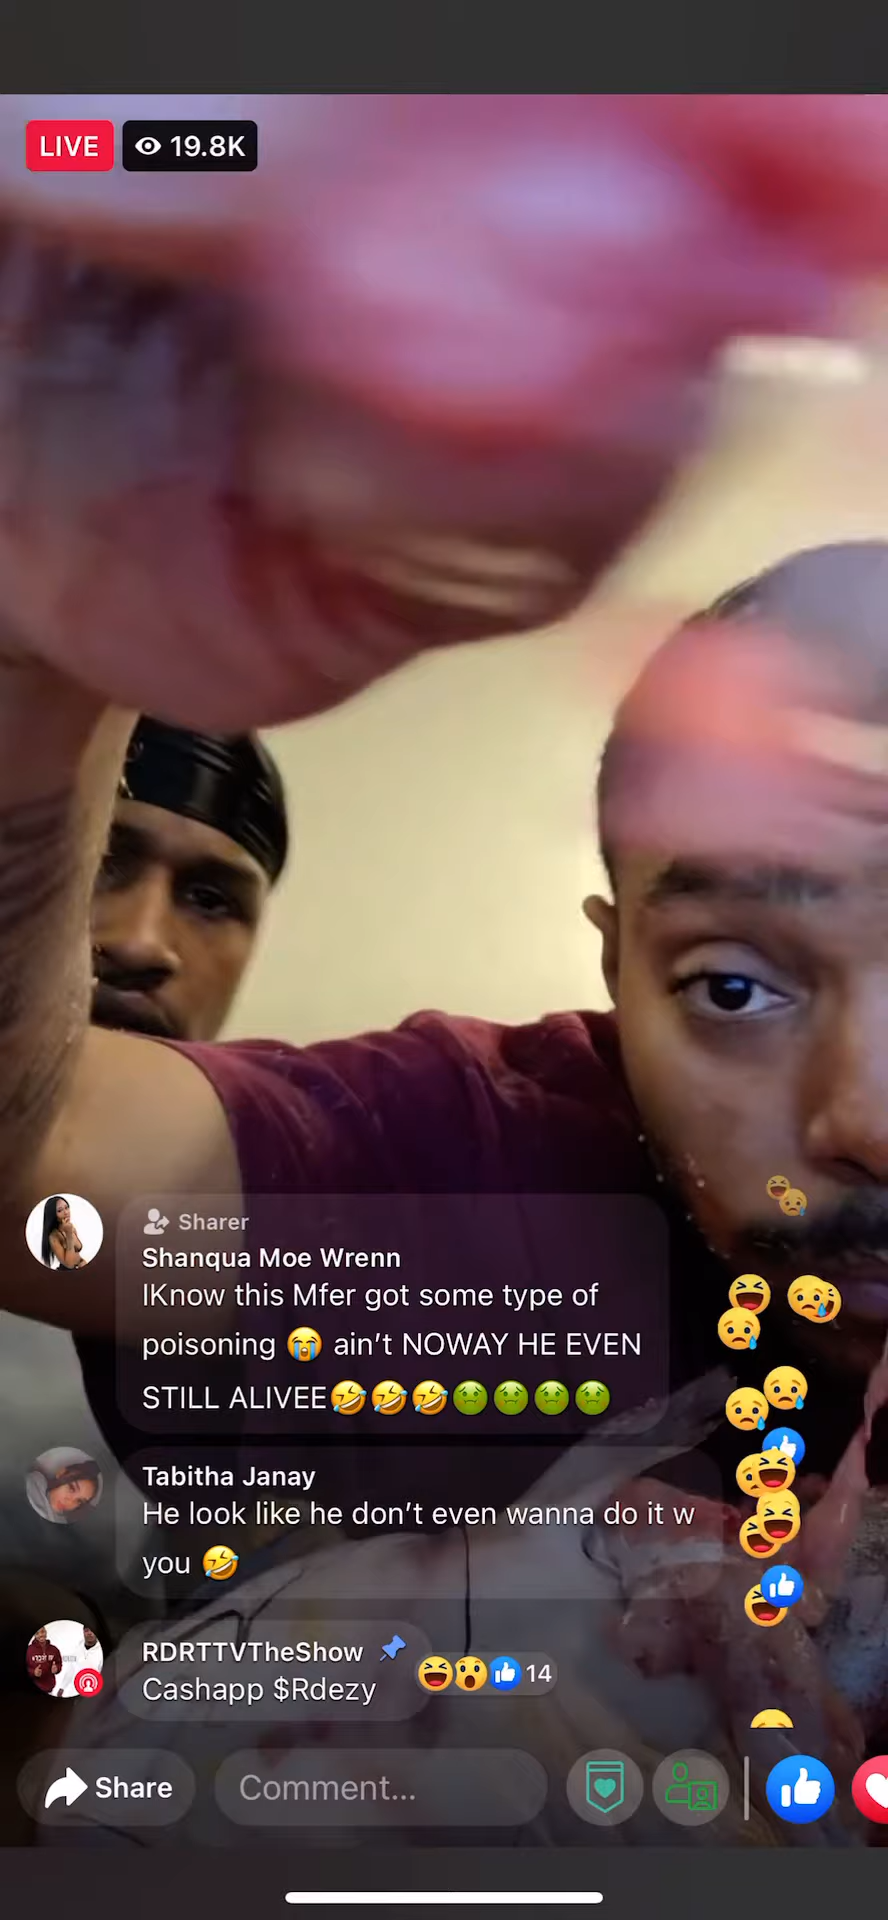 LIVE 19.8K
Sharer
Shanqua Moe Wrenn
IKnow this Mfer got some type of
poisoning 😭 ain't NOWAY HE EVEN
STILL ALIVEE🤣🤣🤣🤢🤢🤢🤢
Tabitha Janay
He look like he don't even wanna do it w
you 🤣
RDRTTVTheShow
Cashapp $Rdezy
14
Share Comment...